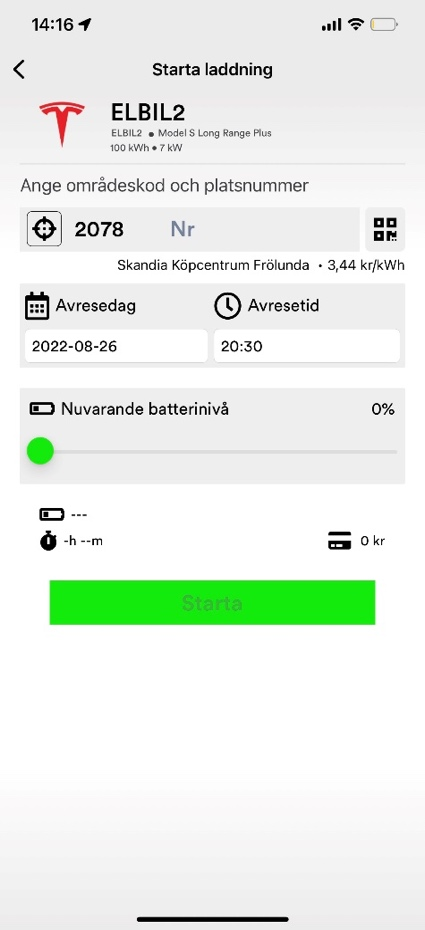 14:16
Starta laddning
ELBIL2
ELBIL2 • Model S Long Range Plus
100 kWh • 7 kW
Ange områdeskod och platsnummer
2078 Nr
Skandia Köpcentrum Frölunda • 3,44 kr/kWh
Avresedag Avresetid
2022-08-26 20:30
Nuvarande batterinivå 0%
---
-h --m 0 kr
Starta